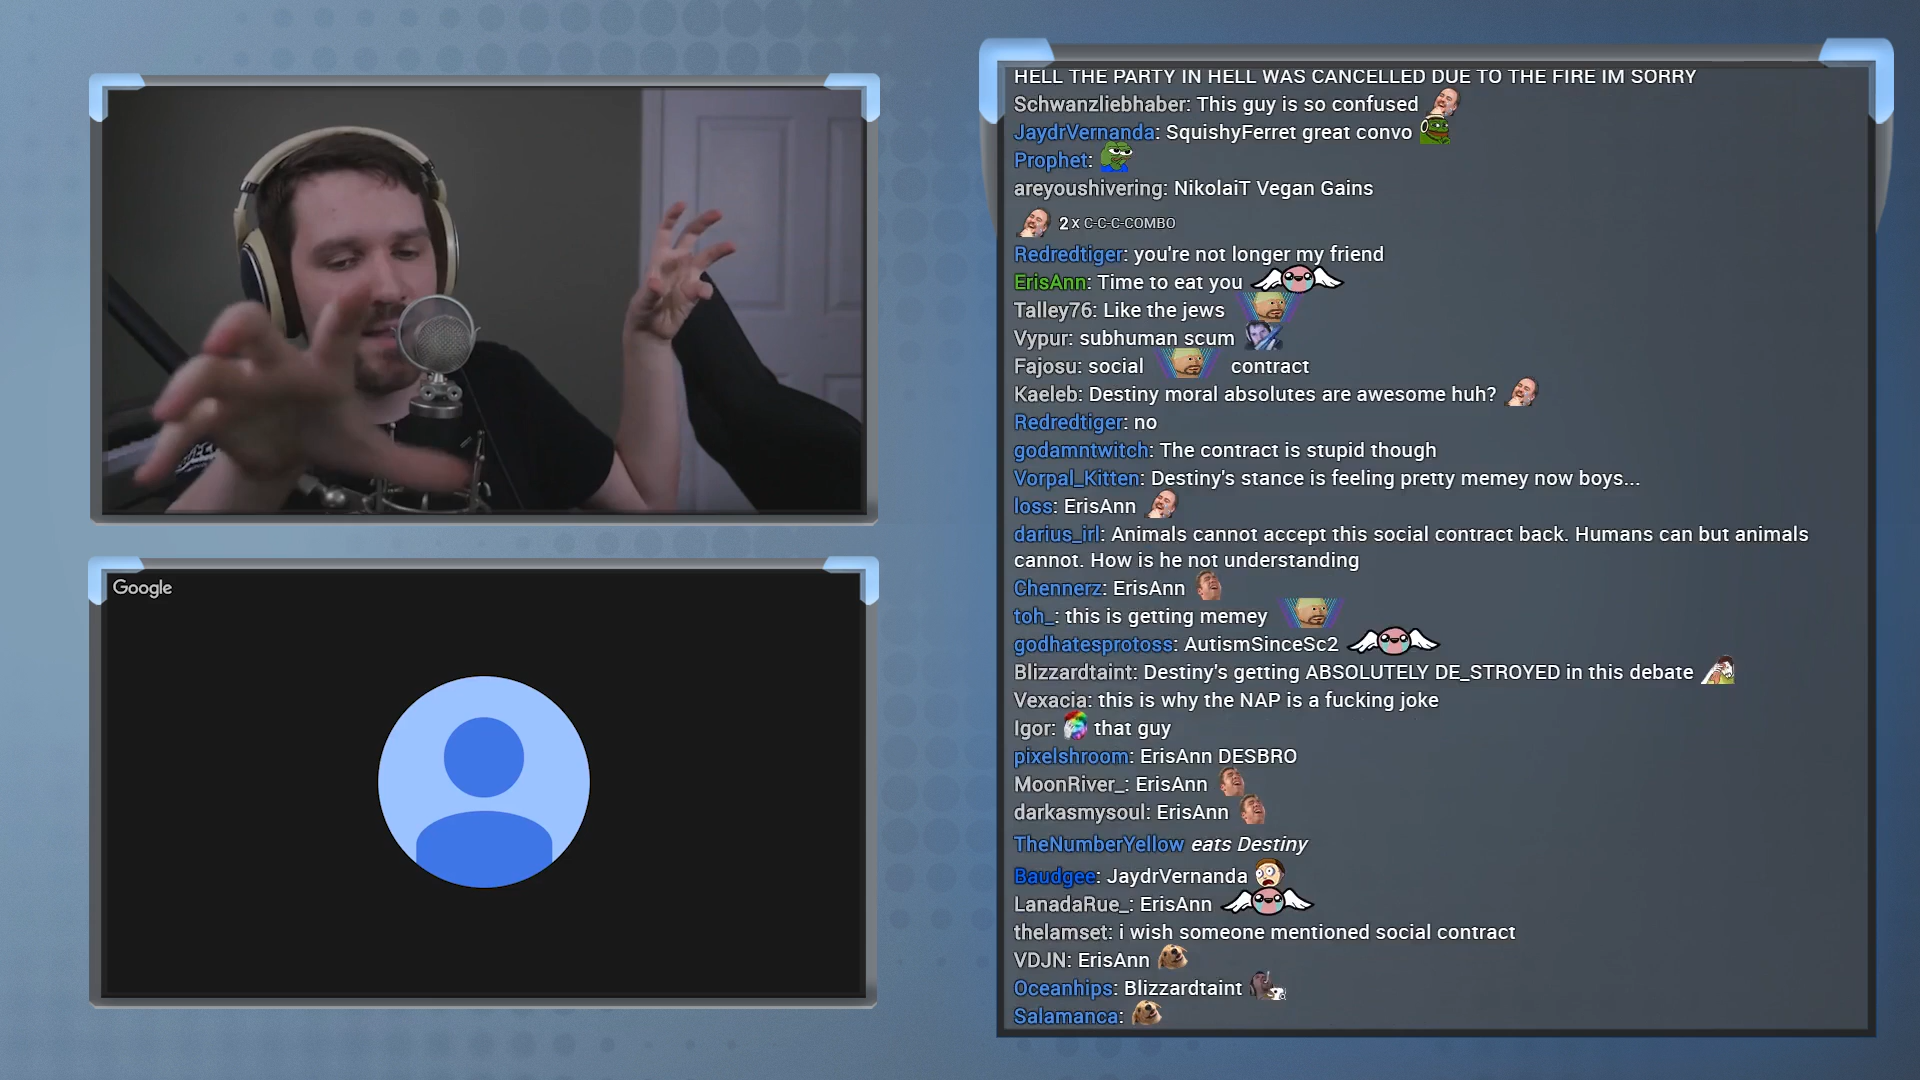 Google
HELL THE PARTY IN HELL WAS CANCELLED DUE TO THE FIRE IM SORRY
Schwanzliebhaber: This guy is so confused
JaydrVernanda: SquishyFerret great convo
Prophet:
areyoushivering: NikolaiT Vegan Gains
2 x C-C-C-COMBO
Redredtiger: you're not longer my friend
ErisAnn: Time to eat you
Talley76: Like the jews
Vypur: subhuman scum
Fajosu: social contract
Kaeleb: Destiny moral absolutes are awesome huh?
Redredtiger: no
godamntwitch: The contract is stupid though
Vorpal_Kitten: Destiny's stance is feeling pretty memey now boys...
loss: ErisAnn
darius_irl: Animals cannot accept this social contract back. Humans can but animals
cannot. How is he not understanding
Chennerz: ErisAnn
toh_: this is getting memey
godhatesprotoss: AutismSinceSc2
Blizzardtaint: Destiny's getting ABSOLUTELY DE_STROYED in this debate
Vexacia: this is why the NAP is a fucking joke
Igor: that guy
pixelshroom: ErisAnn DESBRO
MoonRiver_: ErisAnn
darkasmysoul: ErisAnn
TheNumberYellow eats Destiny
Baudgee: JaydrVernanda
LanadaRue_: ErisAnn
thelamset: i wish someone mentioned social contract
VDJN: ErisAnn
Oceanhips: Blizzardtaint
Salamanca: